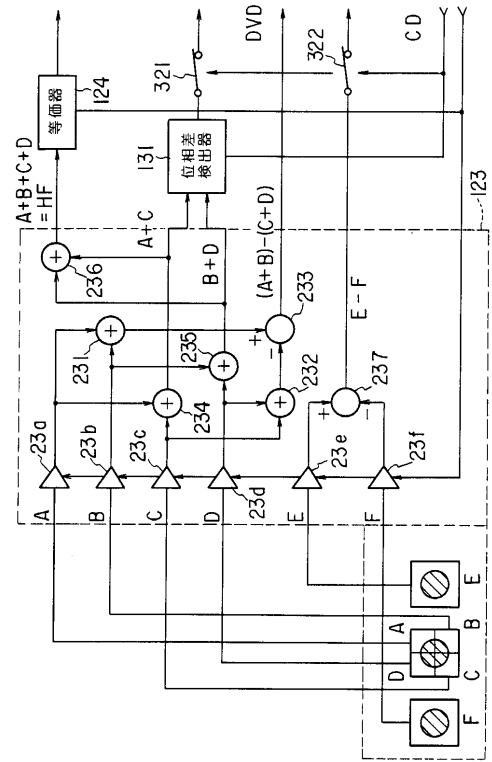 DVD
CD
321
322
124
等価器
131
位相差
検出器
A+B+C+D
=HF
A+C
B+D
(A+B)-(C+D)
E-F
123
236
231
235
233
234
232
237
23a
23b
23c
23d
23e
23f
A
B
C
D
E
F
A
B
C
D
E
F